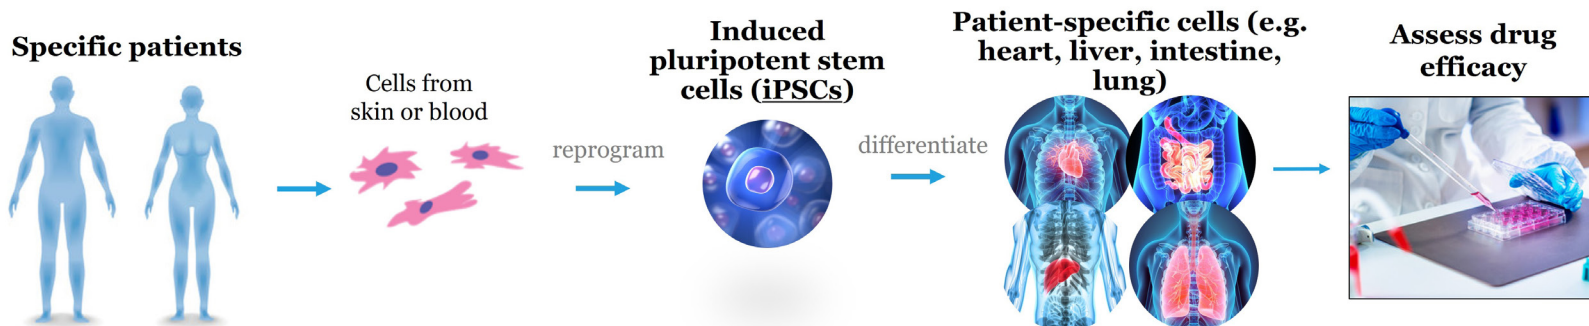 Specific patients
Cells from
skin or blood
reprogram
Induced
pluripotent stem
cells (iPSCs)
differentiate
Patient-specific cells (e.g.
heart, liver, intestine,
lung)
Assess drug
efficacy